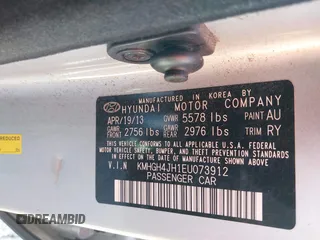 MANUFACTURED IN KOREA BY
HYUNDAI MOTOR COMPANY
APR/19/13 GVWR 5578 lbs PAINT AU
GAWR FRONT 2756 lbs GAWR REAR 2976 lbs TRIM RY
THIS VEHICLE CONFORMS TO ALL APPLICABLE U.S. FEDERAL MOTOR
VEHICLE SAFETY, BUMPER, AND THEFT PREVENTION STANDARDS IN
EFFECT ON THE DATE OF MANUFACTURE SHOWN ABOVE.
V.I.N KMHGH4JH1EU073912
PASSENGER CAR
DREAMBID